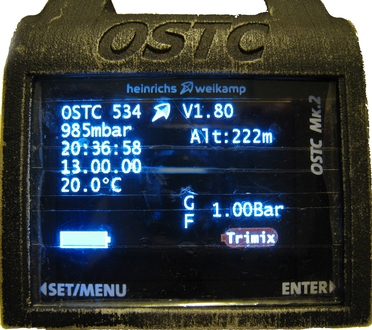 OSTC
heinrichs weikamp
OSTC 534 V1.80
985mbar
Alt:222m
20:36:58
13.00.00
20.0°C
GF 1.00Bar
Trimix
OSTC Mk.2
SET/MENU
ENTER